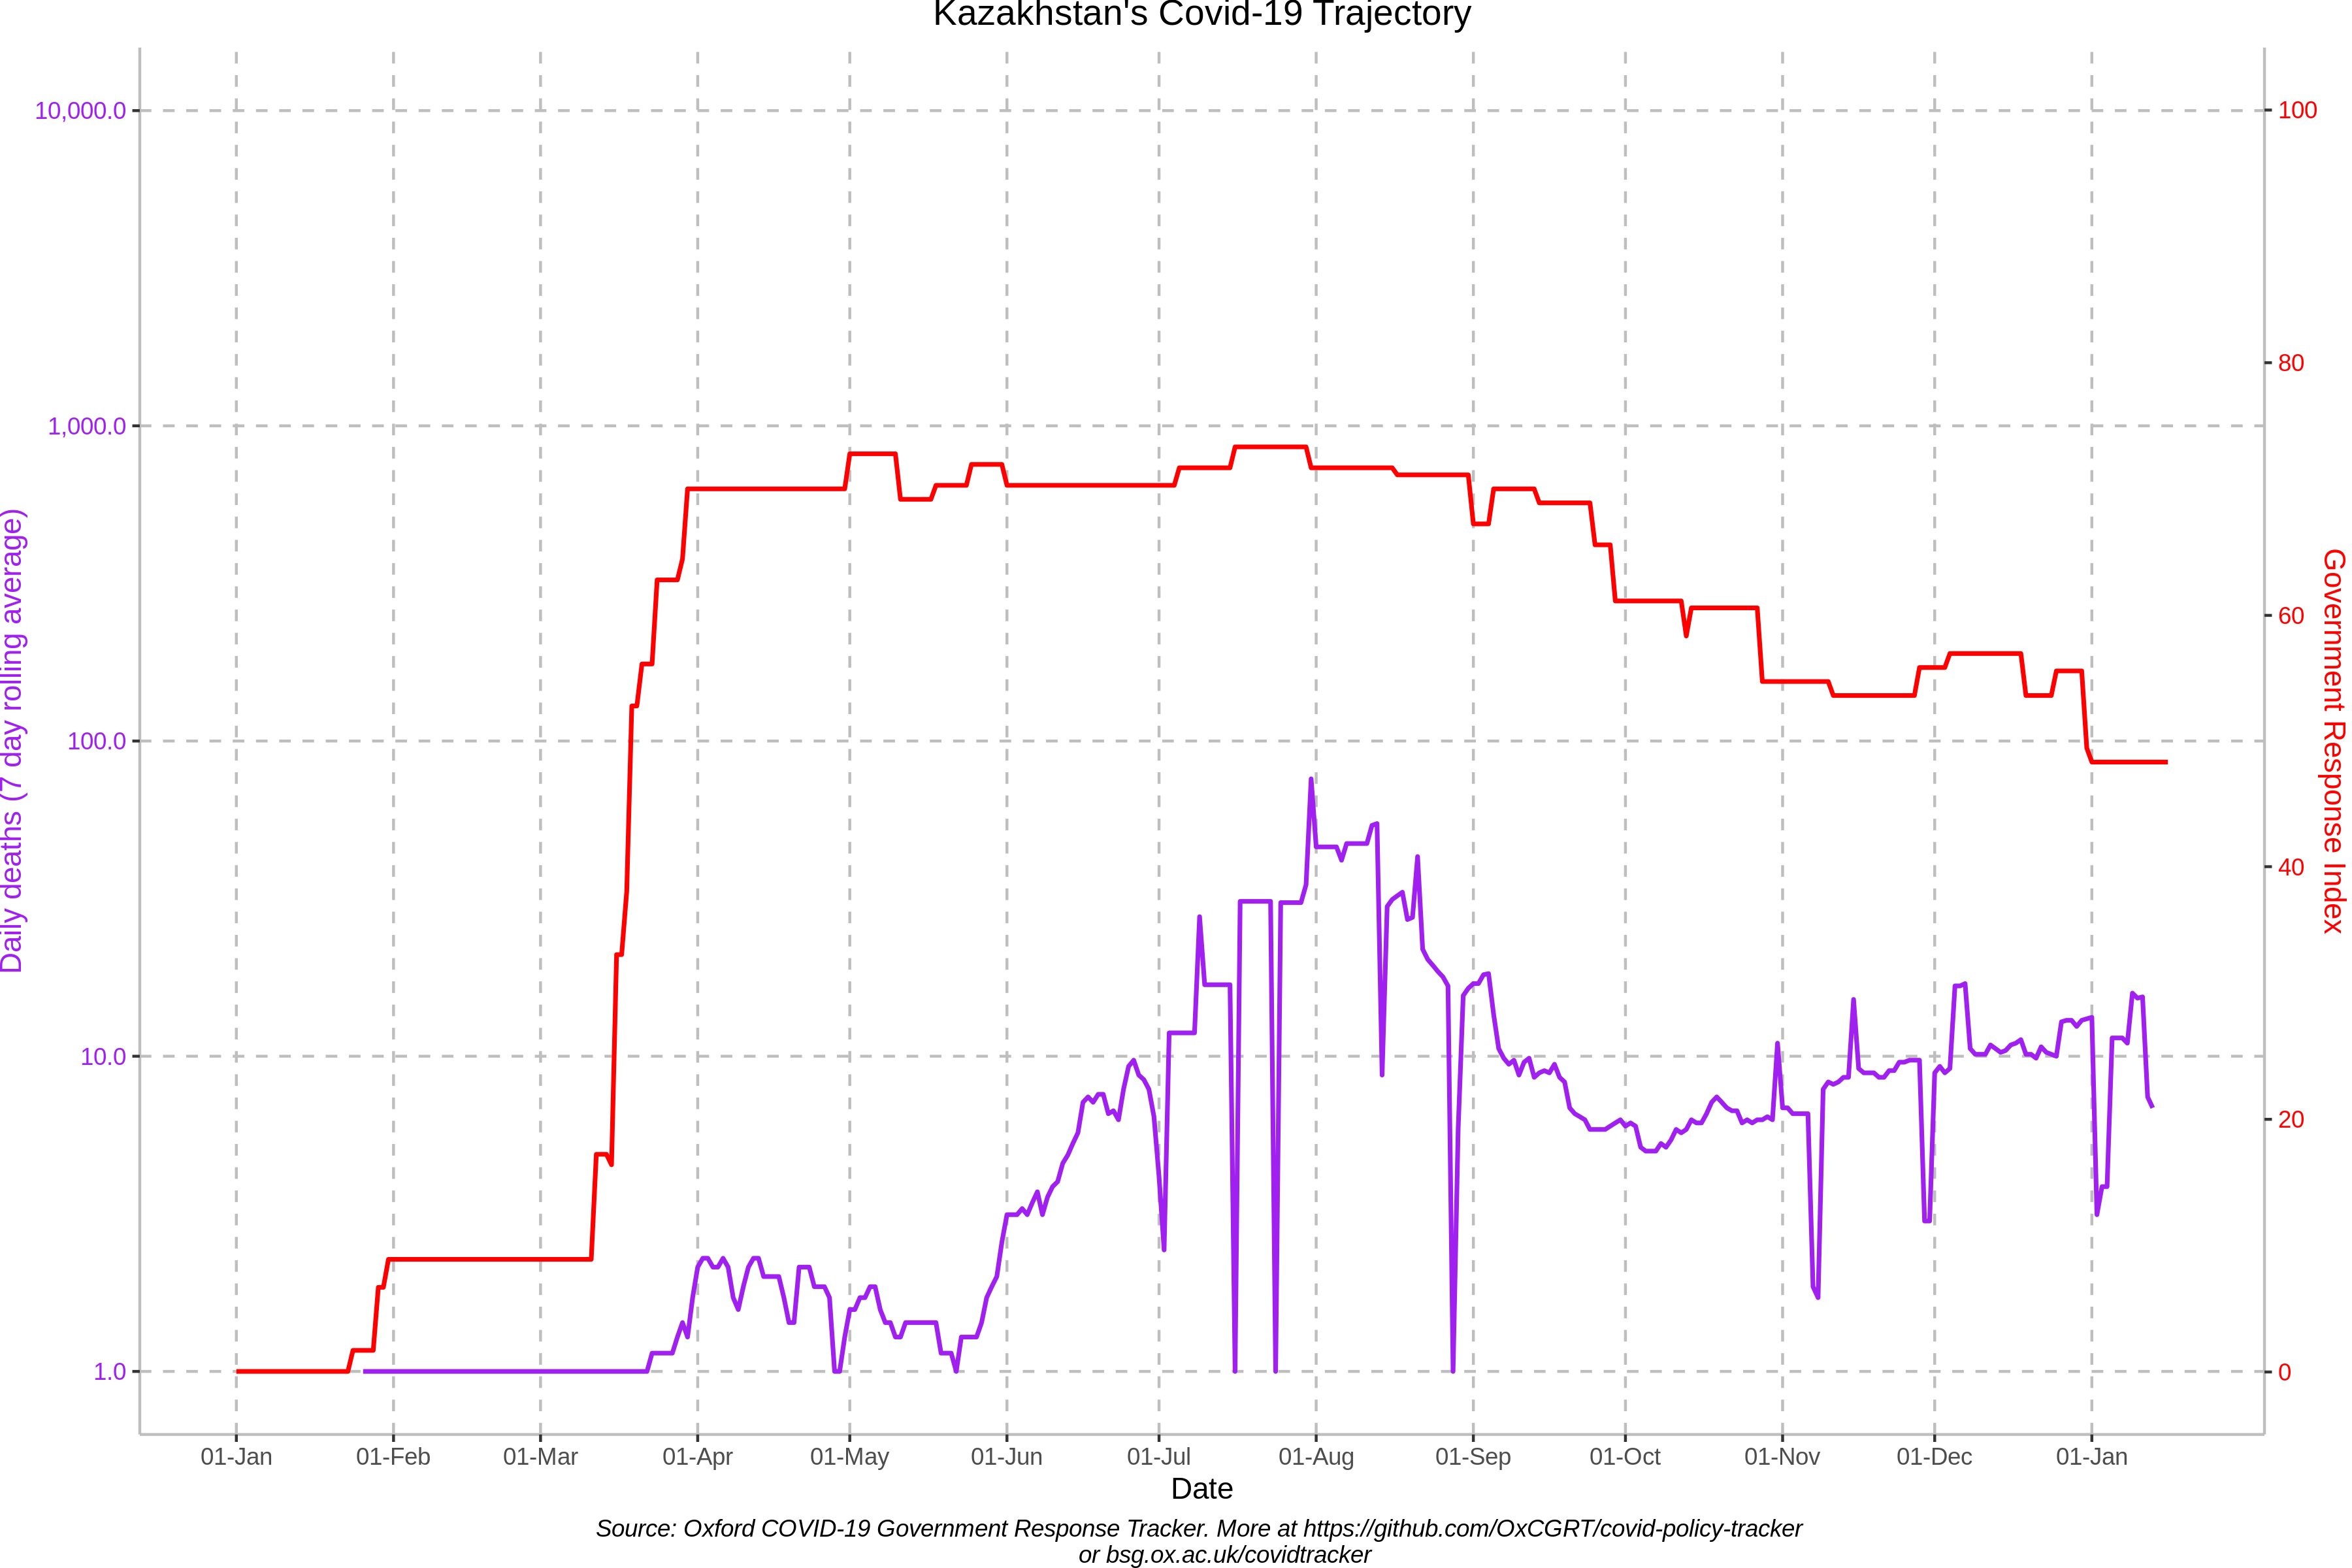 Kazakhstan's Covid-19 Trajectory
10,000.0
1,000.0
100.0
10.0
1.0
Daily deaths (7 day rolling average)
100
80
60
40
20
0
Government Response Index
01-Jan 01-Feb 01-Mar 01-Apr 01-May 01-Jun 01-Jul 01-Aug 01-Sep 01-Oct 01-Nov 01-Dec 01-Jan
Date
Source: Oxford COVID-19 Government Response Tracker. More at https://github.com/OxCGRT/covid-policy-tracker
or bsg.ox.ac.uk/covidtracker